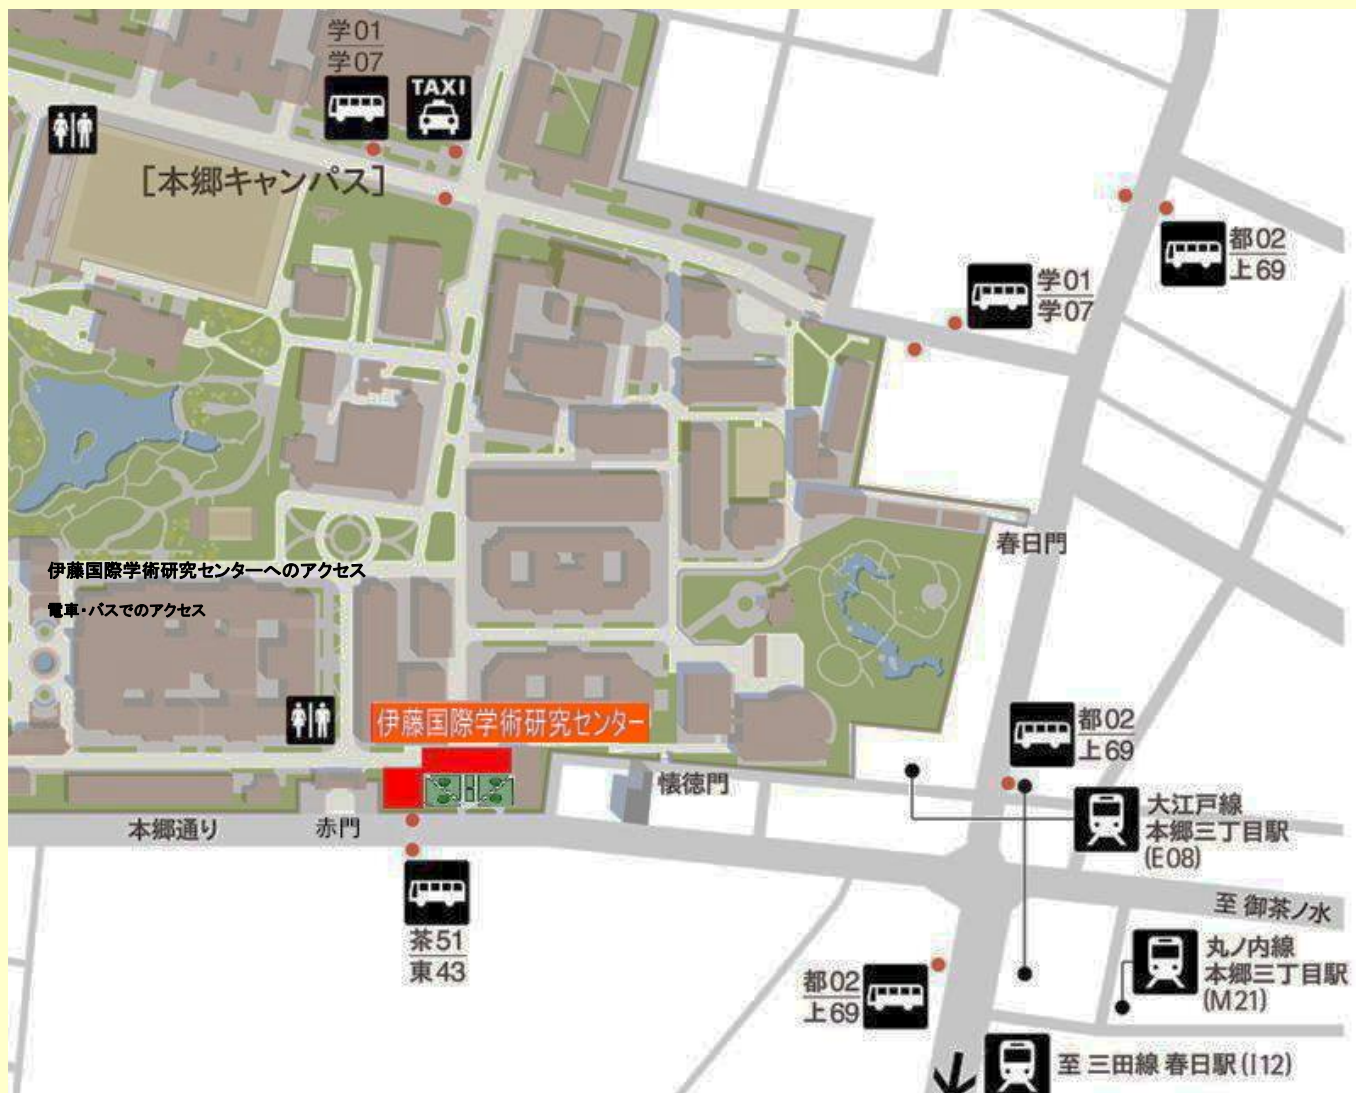 学01
学07
TAXI
[本郷キャンパス]
都02
上69
学01
学07
春日門
伊藤国際学術研究センターへのアクセス
電車・バスでのアクセス
伊藤国際学術研究センター
都02
上69
懐徳門
大江戸線
本郷三丁目駅
(E08)
本郷通り
赤門
至 御茶ノ水
茶51
東43
丸ノ内線
本郷三丁目駅
(M21)
都02
上69
至 三田線 春日駅(I12)